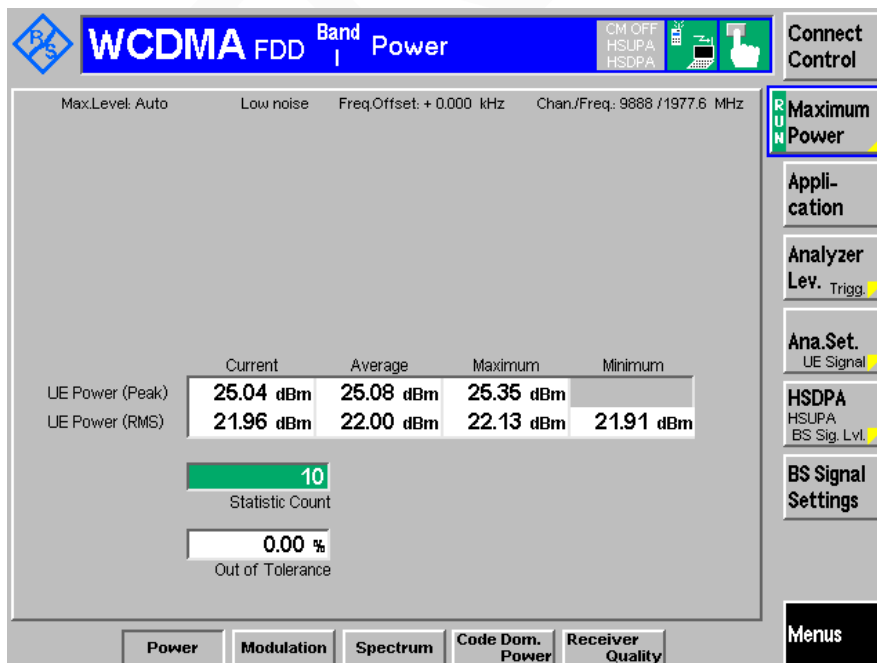 R&S
WCDMA FDD Band I Power
CM OFF
HSUPA
HSDPA
Connect Control
Max.Level: Auto Low noise Freq.Offset: + 0.000 kHz Chan./Freq.: 9888 /1977.6 MHz
RUN
Maximum Power
Appli-
cation
Analyzer
Lev. Trigg.
Ana.Set.
UE Signal
HSDPA
HSUPA
BS Sig. Lvl.
BS Signal
Settings
Current Average Maximum Minimum
UE Power (Peak) 25.04 dBm 25.08 dBm 25.35 dBm
UE Power (RMS) 21.96 dBm 22.00 dBm 22.13 dBm 21.91 dBm
10
Statistic Count
0.00 %
Out of Tolerance
Menus
Power Modulation Spectrum Code Dom. Power Receiver Quality